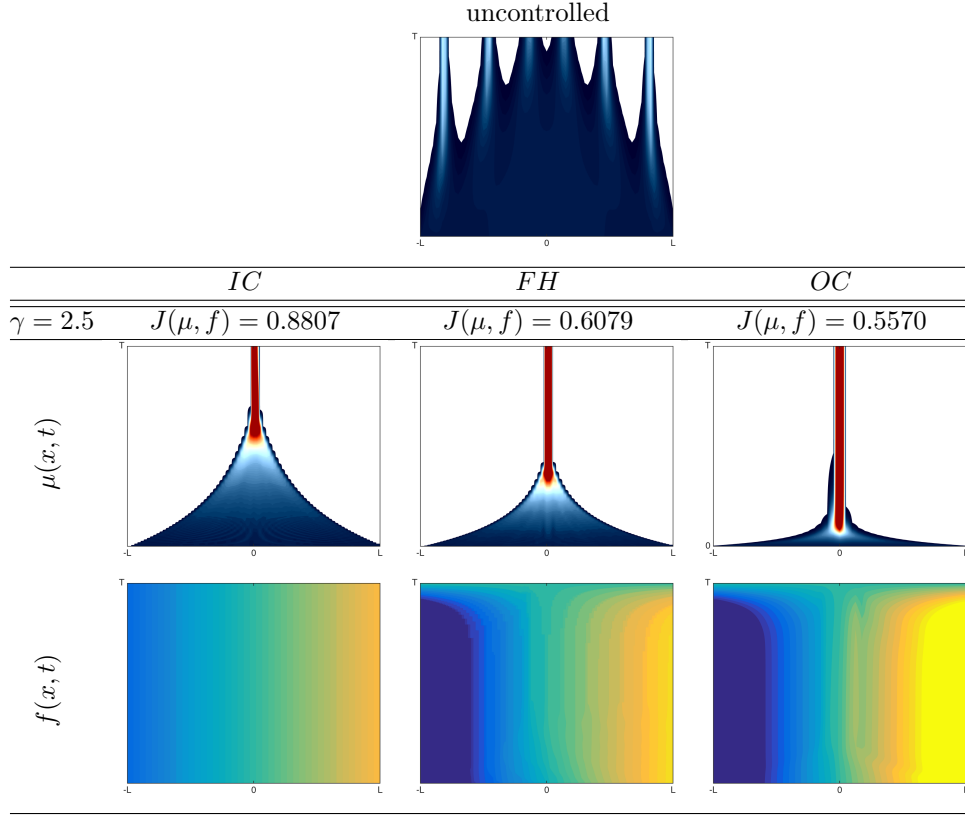 uncontrolled
T
-L 0 L
IC FH OC
γ = 2.5 J(μ, f) = 0.8807 J(μ, f) = 0.6079 J(μ, f) = 0.5570
μ(x, t)
T T T
0
-L 0 L -L 0 L -L 0 L
f(x, t)
T T T
-L 0 L -L 0 L -L 0 L